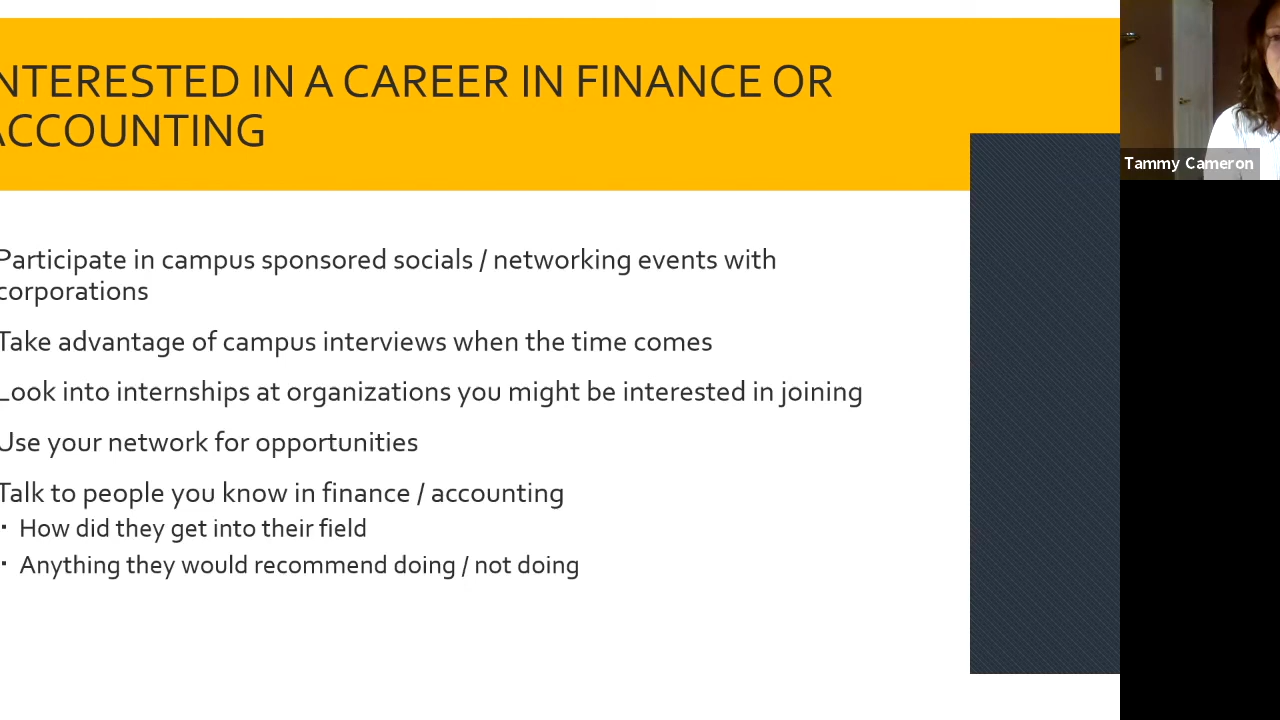 NTERESTED IN A CAREER IN FINANCE OR
ACCOUNTING
Tammy Cameron
Participate in campus sponsored socials / networking events with
corporations
Take advantage of campus interviews when the time comes
Look into internships at organizations you might be interested in joining
Use your network for opportunities
Talk to people you know in finance / accounting
▪ How did they get into their field
▪ Anything they would recommend doing / not doing